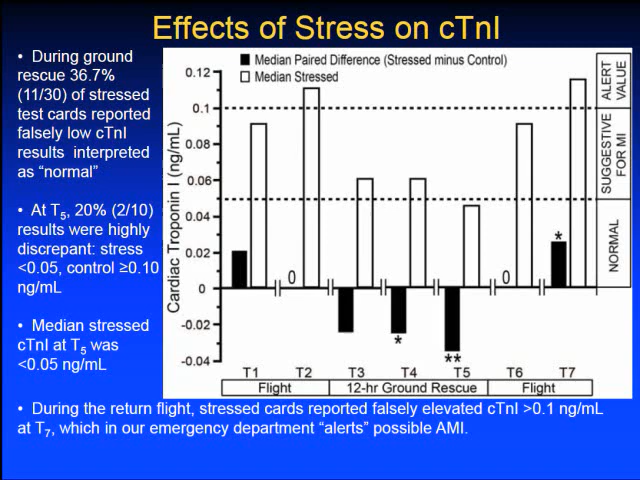 Effects of Stress on cTnI
• During ground
rescue 36.7%
(11/30) of stressed
test cards reported
falsely low cTnI
results interpreted
as “normal”
• At T5, 20% (2/10)
results were highly
discrepant: stress
<0.05, control ≥0.10
ng/mL
• Median stressed
cTnI at T5 was
<0.05 ng/mL
Median Paired Difference (Stressed minus Control)
Median Stressed
Cardiac Troponin I (ng/mL)
0.12
0.1
0.08
0.06
0.04
0.02
0
-0.02
-0.04
0
0
*
**
*
ALERT
VALUE
SUGGESTIVE
FOR MI
NORMAL
T1 T2 T3 T4 T5 T6 T7
Flight 12-hr Ground Rescue Flight
• During the return flight, stressed cards reported falsely elevated cTnI >0.1 ng/mL
at T7, which in our emergency department “alerts” possible AMI.